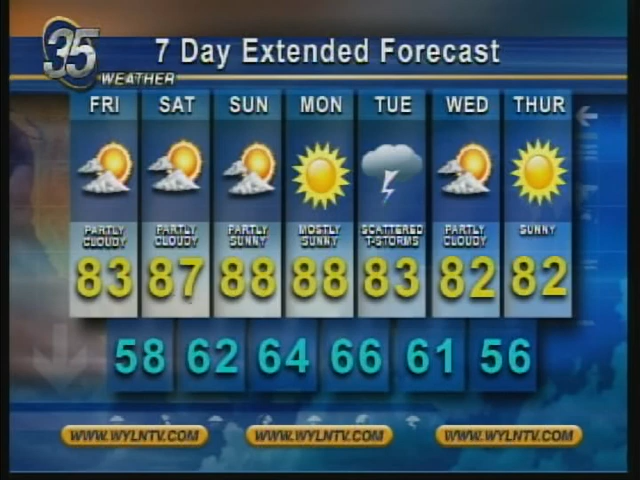 35
WEATHER
7 Day Extended Forecast
FRI SAT SUN MON TUE WED THUR
PARTLY CLOUDY PARTLY CLOUDY PARTLY SUNNY MOSTLY SUNNY SCATTERED T-STORMS PARTLY CLOUDY SUNNY
83 87 88 88 83 82 82
58 62 64 66 61 56
WWW.WYLNTV.COM WWW.WYLNTV.COM WWW.WYLNTV.COM